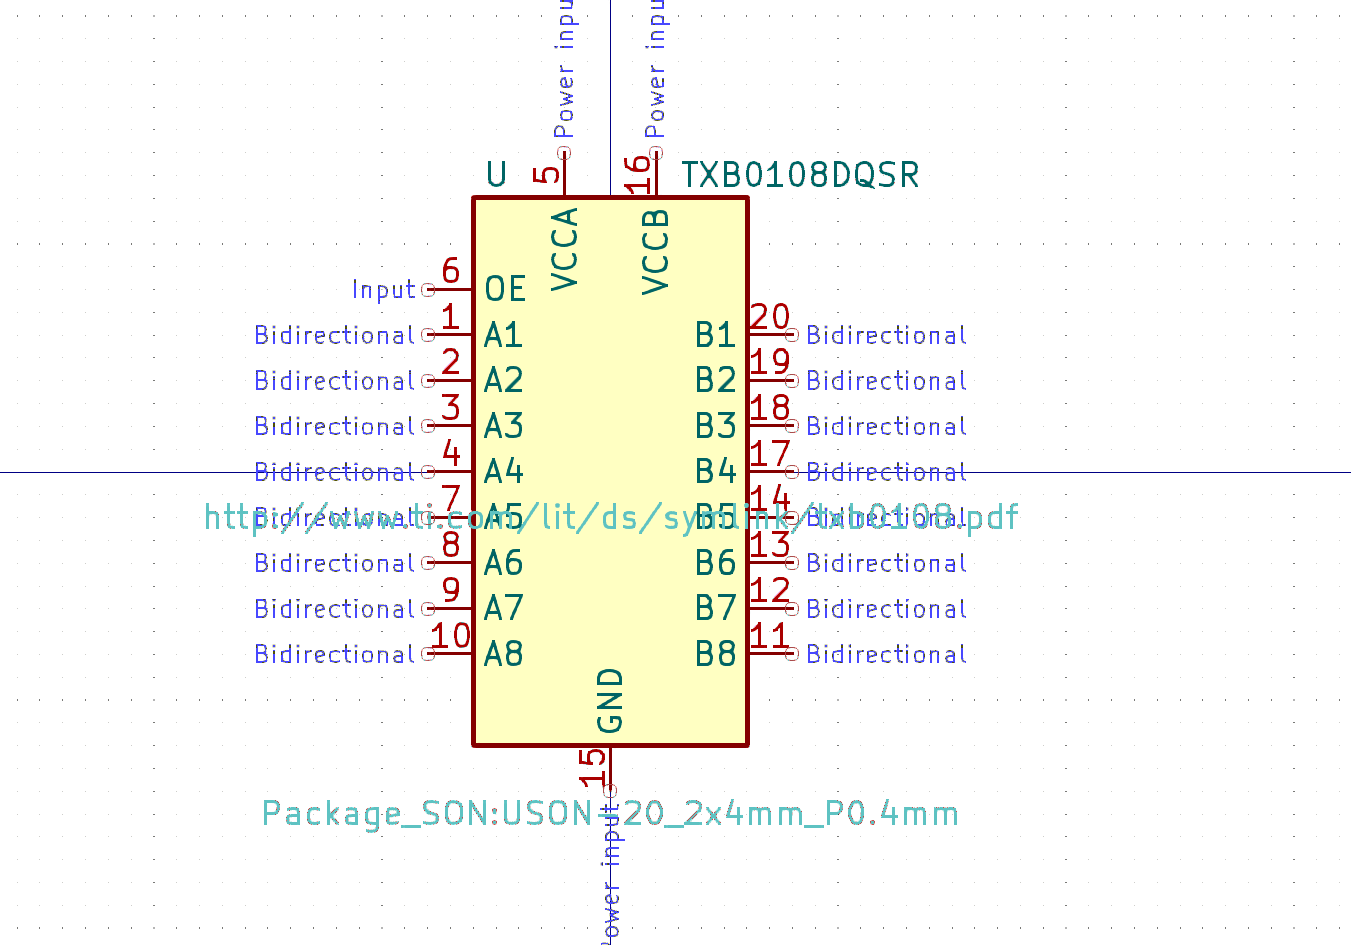 Power input Power input
U 5 16 TXB0108DQSR
VCCA VCCB
Input 6 OE
Bidirectional 1 A1 B1 20 Bidirectional
Bidirectional 2 A2 B2 19 Bidirectional
Bidirectional 3 A3 B3 18 Bidirectional
Bidirectional 4 A4 B4 17 Bidirectional
Bidirectional 7 A5 B5 14 Bidirectional
http://www.ti.com/lit/ds/symlink/txb0108.pdf
Bidirectional 8 A6 B6 13 Bidirectional
Bidirectional 9 A7 B7 12 Bidirectional
Bidirectional 10 A8 B8 11 Bidirectional
GND
15
Package_SON:USON-20_2x4mm_P0.4mm
Power input